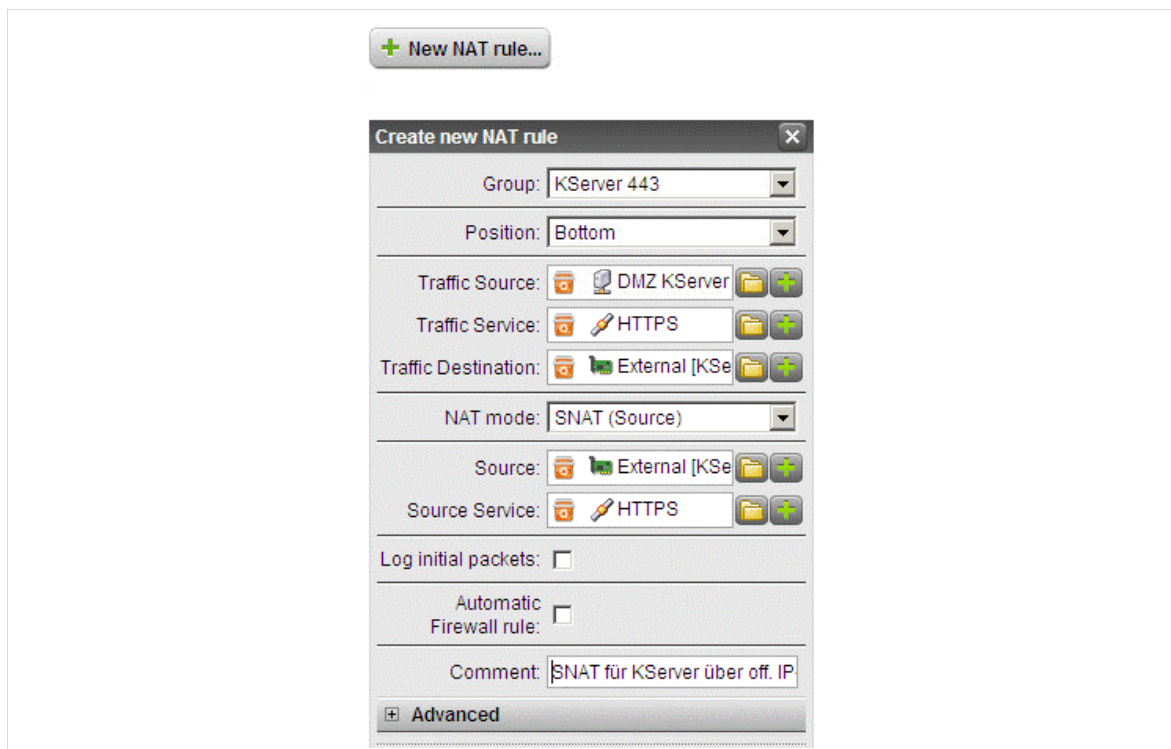 New NAT rule...
Create new NAT rule
Group: KServer 443
Position: Bottom
Traffic Source: DMZ KServer
Traffic Service: HTTPS
Traffic Destination: External [KSe
NAT mode: SNAT (Source)
Source: External [KSe
Source Service: HTTPS
Log initial packets:
Automatic
Firewall rule:
Comment: SNAT für KServer über off. IP-
Advanced